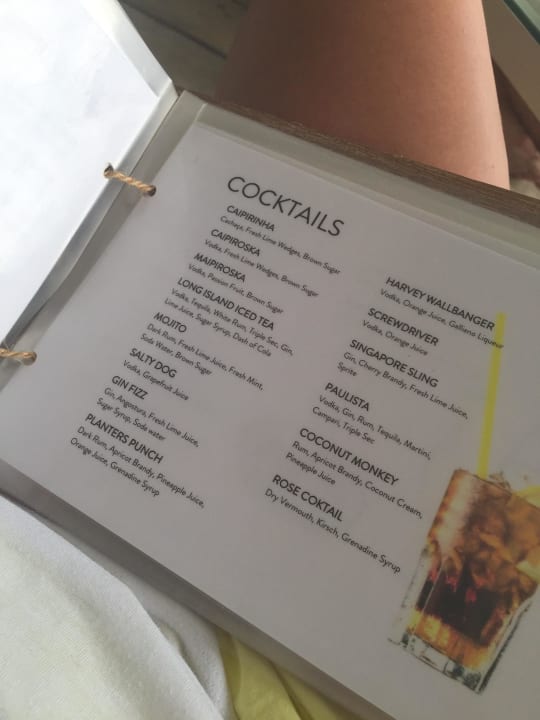 COCKTAILS
CAIPIRINHA
Cachaça, Fresh Lime Wedges, Brown Sugar
CAIPIROSKA
Vodka, Fresh Lime Wedges, Brown Sugar
MAIPIROSKA
Vodka, Passion Fruit, Brown Sugar
LONG ISLAND ICED TEA
Vodka, Tequila, White Rum, Triple Sec, Gin,
Lime Juice, Sugar Syrup, Dash of Cola
MOJITO
Dark Rum, Fresh Lime Juice, Fresh Mint,
Soda Water, Brown Sugar
SALTY DOG
Vodka, Grapefruit Juice
GIN FIZZ
Gin, Angostura, Fresh Lime Juice,
Suger Syrup, Soda water
PLANTERS PUNCH
Dark Rum, Apricot Brandy, Pineapple Juice,
Orange Juice, Grenadine Syrup
HARVEY WALLBANGER
Vodka, Orange Juice, Galliano Liqueur
SCREWDRIVER
Vodka, Orange Juice
SINGAPORE SLING
Gin, Cherry Brandy, Fresh Lime Juice,
Sprite
PAULISTA
Vodka, Gin, Rum, Tequila, Martini,
Campari, Triple Sec
COCONUT MONKEY
Rum, Apricot Brandy, Coconut Cream,
Pineapple Juice
ROSE COKTAIL
Dry Vermouth, Kirsch, Grenadine Syrup